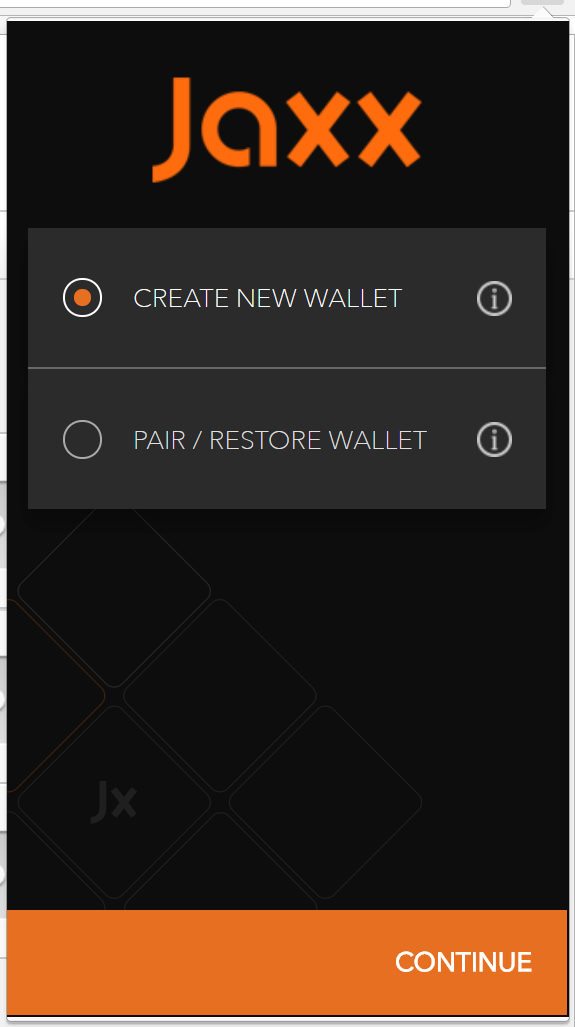 Jaxx
CREATE NEW WALLET
PAIR / RESTORE WALLET
Jx
CONTINUE